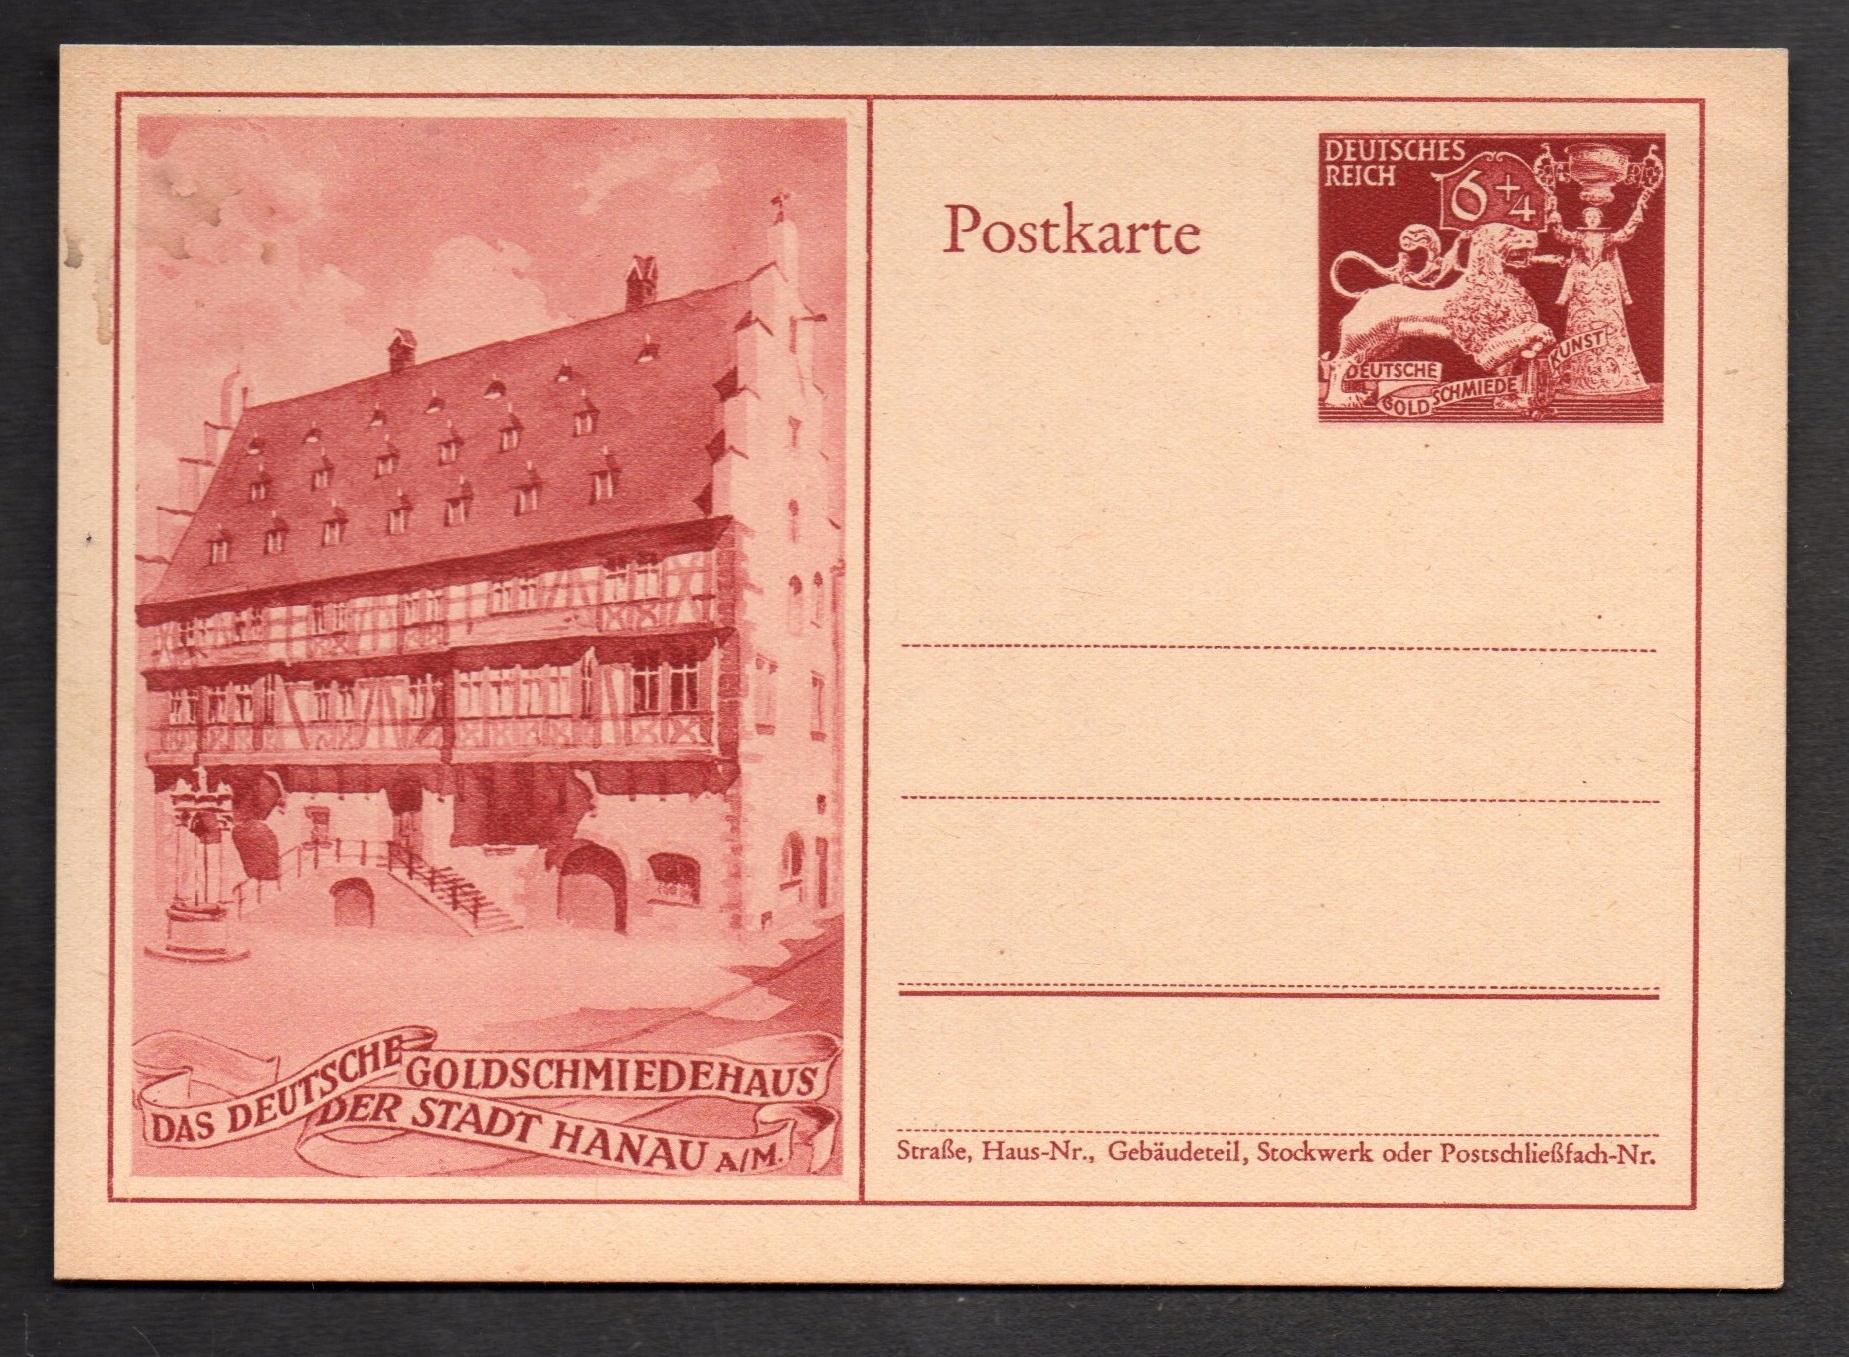 DAS DEUTSCHE GOLDSCHMIEDEHAUS
DER STADT HANAU A/M.
Postkarte
DEUTSCHES
REICH
6+4
DEUTSCHE
GOLDSCHMIEDE
KUNST
Straße, Haus-Nr., Gebäudeteil, Stockwerk oder Postschließfach-Nr.